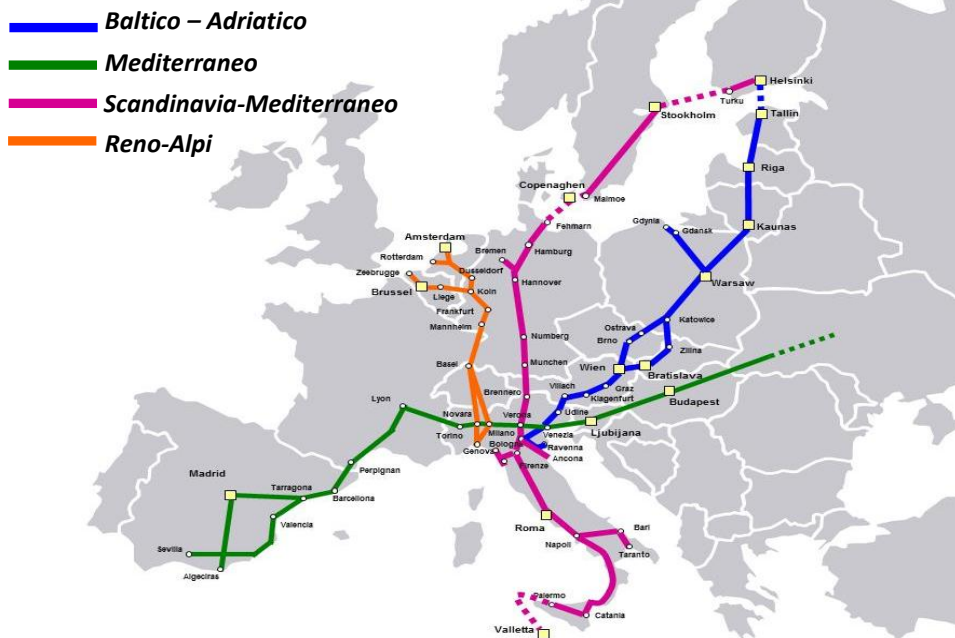 Baltico – Adriatico
Mediterraneo
Scandinavia-Mediterraneo
Reno-Alpi
Helsinki
Turku
Stookholm
Tallin
Riga
Copenaghen
Malmoe
Fehmarn
Gdynia
Gdansk
Kaunas
Amsterdam
Rotterdam
Bremen
Hamburg
Zeebrugge
Dusseldorf
Hannover
Warsaw
Brussel
Liege
Koln
Frankfurt
Mannheim
Katowice
Ostrava
Brno
Numberg
Zilina
Basel
Munchen
Wien
Bratislava
Brennero
Villach
Graz
Klagenfurt
Budapest
Lyon
Novara
Verona
Udine
Torino
Milano
Venezia
Ljubijana
Genova
Bologna
Ravenna
Ancona
Firenze
Perpignan
Madrid
Tarragona
Barcellona
Valencia
Roma
Bari
Napoli
Taranto
Sevilla
Algeciras
Palermo
Catania
Valletta